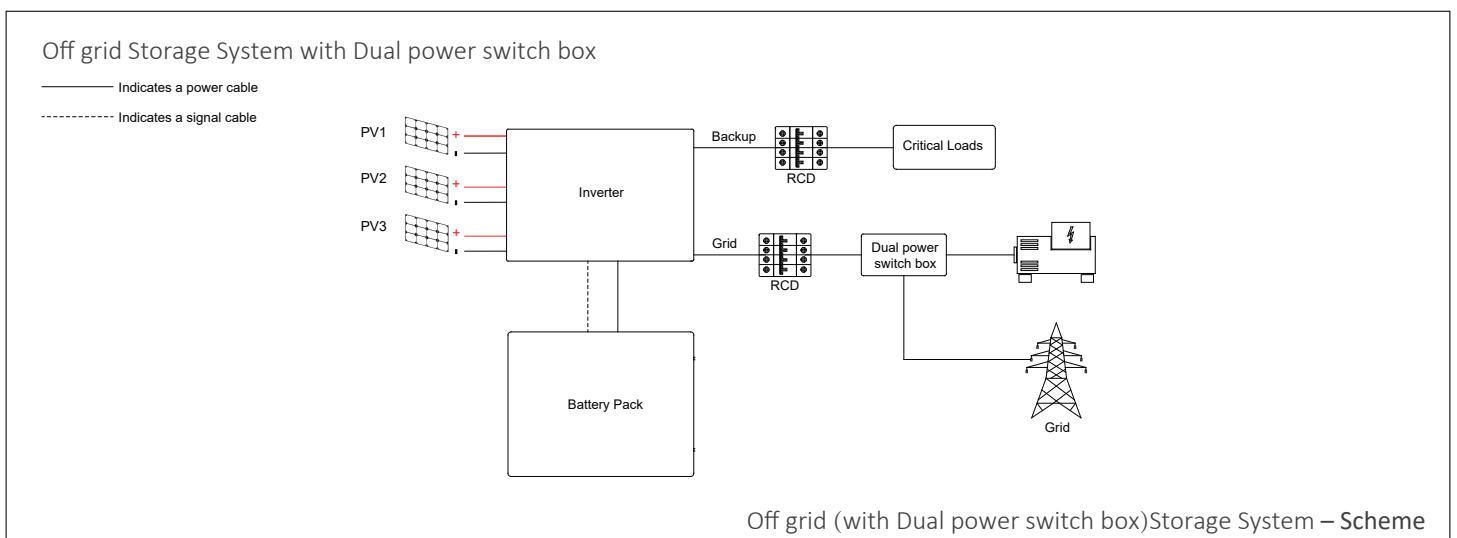 Off grid Storage System with Dual power switch box
Indicates a power cable
Indicates a signal cable
PV1
+
-
PV2
+
-
PV3
+
-
Inverter
Backup
RCD
Critical Loads
Grid
RCD
Dual power
switch box
Battery Pack
Grid
Off grid (with Dual power switch box)Storage System – Scheme